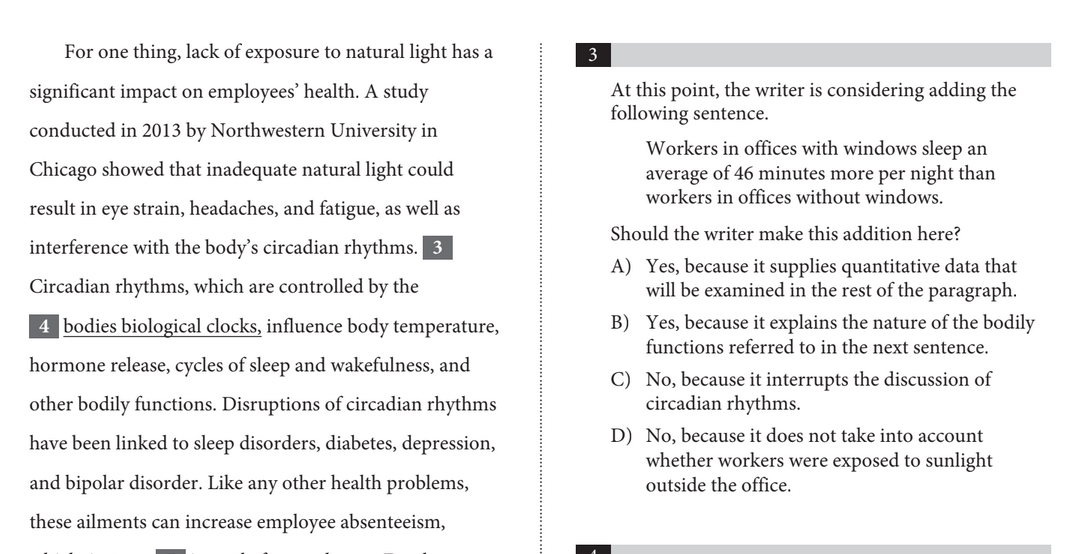 For one thing, lack of exposure to natural light has a
significant impact on employees’ health. A study
conducted in 2013 by Northwestern University in
Chicago showed that inadequate natural light could
result in eye strain, headaches, and fatigue, as well as
interference with the body’s circadian rhythms. 3
Circadian rhythms, which are controlled by the
4 bodies biological clocks, influence body temperature,
hormone release, cycles of sleep and wakefulness, and
other bodily functions. Disruptions of circadian rhythms
have been linked to sleep disorders, diabetes, depression,
and bipolar disorder. Like any other health problems,
these ailments can increase employee absenteeism,
3
At this point, the writer is considering adding the
following sentence.
Workers in offices with windows sleep an
average of 46 minutes more per night than
workers in offices without windows.
Should the writer make this addition here?
A) Yes, because it supplies quantitative data that
will be examined in the rest of the paragraph.
B) Yes, because it explains the nature of the bodily
functions referred to in the next sentence.
C) No, because it interrupts the discussion of
circadian rhythms.
D) No, because it does not take into account
whether workers were exposed to sunlight
outside the office.
4